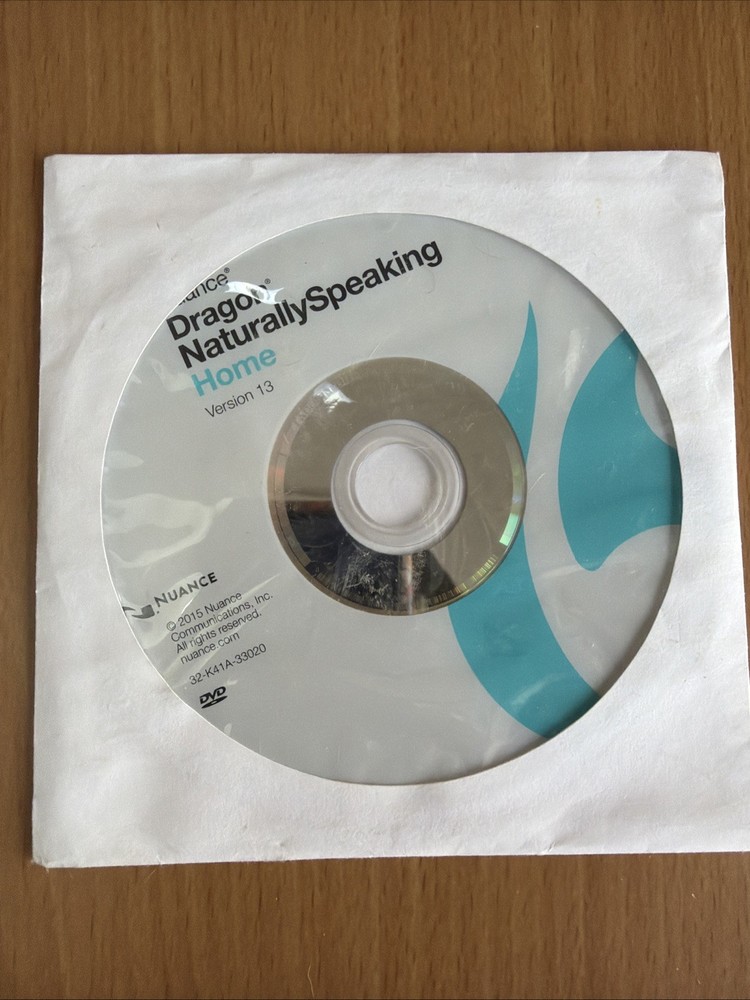 Dragon®
NaturallySpeaking
Home
Version 13
NUANCE
© 2015 Nuance
Communications, Inc.
All rights reserved.
nuance.com
32-K41A-33020
DVD